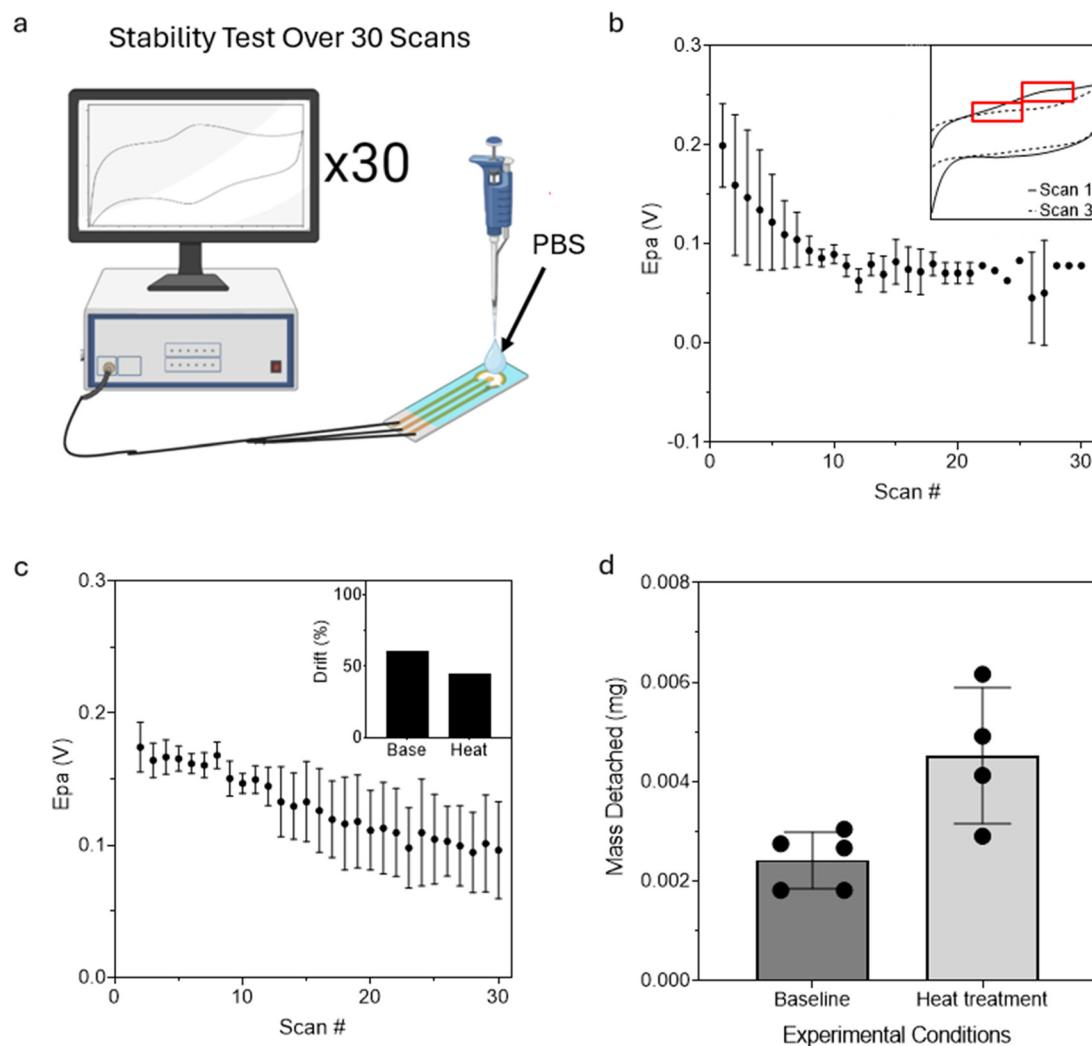 a
Stability Test Over 30 Scans
x30
PBS
b
0.3
0.2
0.1
0.0
-0.1
Epa (V)
0
10
20
30
Scan #
Scan 1
Scan 3
c
0.3
0.2
0.1
0.0
Epa (V)
0
10
20
30
Scan #
100
50
0
Drift (%)
Base
Heat
d
0.008
0.006
0.004
0.002
0.000
Mass Detached (mg)
Baseline
Heat treatment
Experimental Conditions